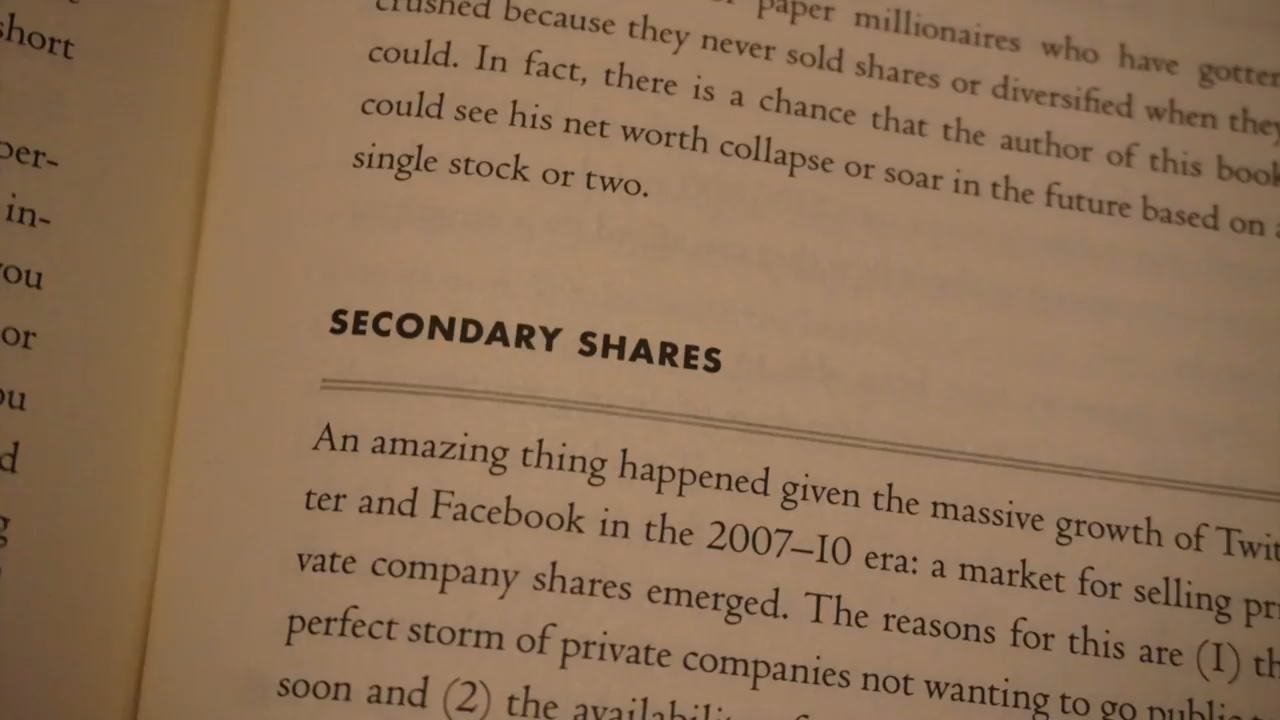 short
per-
in-
you
or
paper millionaires who have gotten
crushed because they never sold shares or diversified when they
could. In fact, there is a chance that the author of this book
could see his net worth collapse or soar in the future based on a
single stock or two.
SECONDARY SHARES
An amazing thing happened given the massive growth of Twit
ter and Facebook in the 2007–10 era: a market for selling pri
vate company shares emerged. The reasons for this are (1) th
perfect storm of private companies not wanting to go public
soon and (2) the availability of